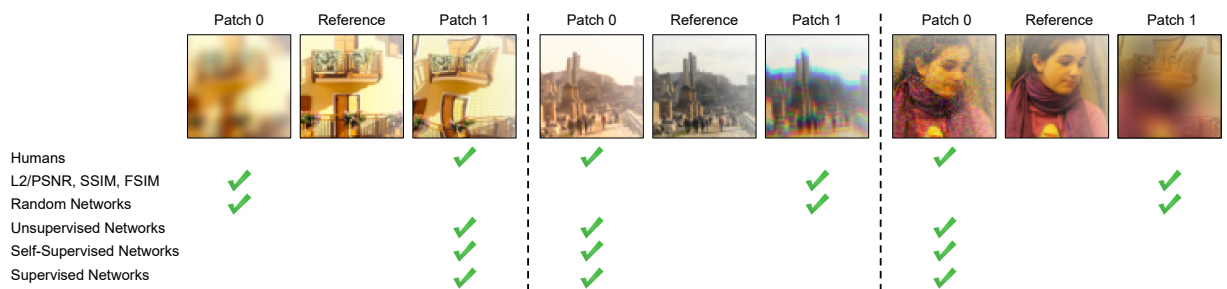 Patch 0 Reference Patch 1 Patch 0 Reference Patch 1 Patch 0 Reference Patch 1
Humans
L2/PSNR, SSIM, FSIM
Random Networks
Unsupervised Networks
Self-Supervised Networks
Supervised Networks